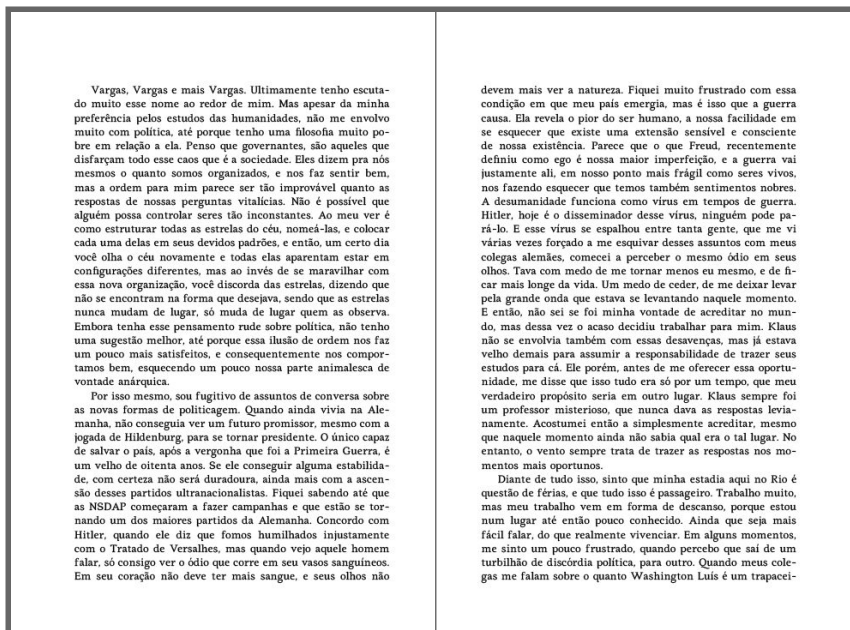 Vargas, Vargas e mais Vargas. Ultimamente tenho escuta-
do muito esse nome ao redor de mim. Mas apesar da minha
preferência pelos estudos das humanidades, não me envolvo
muito com política, até porque tenho uma filosofia muito po-
bre em relação a ela. Penso que governantes, são aqueles que
disfarçam todo esse caos que é a sociedade. Eles dizem pra nós
mesmos o quanto somos organizados, e nos faz sentir bem,
mas a ordem para mim parece ser tão improvável quanto as
respostas de nossas perguntas vitalícias. Não é possível que
alguém possa controlar seres tão inconstantes. Ao meu ver é
como estruturar todas as estrelas do céu, nomeá-las, e colocar
cada uma delas em seus devidos padrões, e então, um certo dia
você olha o céu novamente e todas elas aparentam estar em
configurações diferentes, mas ao invés de se maravilhar com
essa nova organização, você discorda das estrelas, dizendo que
não se encontram na forma que desejava, sendo que as estrelas
nunca mudam de lugar, só muda de lugar quem as observa.
Embora tenha esse pensamento rude sobre política, não tenho
uma sugestão melhor, até porque essa ilusão de ordem nos faz
um pouco mais satisfeitos, e consequentemente nos compor-
tamos bem, esquecendo um pouco nossa parte animalesca de
vontade anárquica.
Por isso mesmo, sou fugitivo de assuntos de conversa sobre
as novas formas de politicagem. Quando ainda vivia na Ale-
manha, não conseguia ver um futuro promissor, mesmo com a
jogada de Hildenburg, para se tornar presidente. O único capaz
de salvar o país, após a vergonha que foi a Primeira Guerra, é
um velho de oitenta anos. Se ele conseguir alguma estabilida-
de, com certeza não será duradoura, ainda mais com a ascen-
são desses partidos ultranacionalistas. Fiquei sabendo até que
as NSDAP começaram a fazer campanhas e que estão se tor-
nando um dos maiores partidos da Alemanha. Concordo com
Hitler, quando ele diz que fomos humilhados injustamente
com o Tratado de Versalhes, mas quando vejo aquele homem
falar, só consigo ver o ódio que corre em seu vasos sanguíneos.
Em seu coração não deve ter mais sangue, e seus olhos não
devem mais ver a natureza. Fiquei muito frustrado com essa
condição em que meu país emergia, mas é isso que a guerra
causa. Ela revela o pior do ser humano, a nossa facilidade em
se esquecer que existe uma extensão sensível e consciente
de nossa existência. Parece que o que Freud, recentemente
definiu como ego é nossa maior imperfeição, e a guerra vai
justamente ali, em nosso ponto mais frágil como seres vivos,
nos fazendo esquecer que temos também sentimentos nobres.
A desumanidade funciona como vírus em tempos de guerra.
Hitler, hoje é o disseminador desse vírus, ninguém pode pa-
rá-lo. E esse vírus se espalhou entre tanta gente, que me vi
várias vezes forçado a me esquivar desses assuntos com meus
colegas alemães, comecei a perceber o mesmo ódio em seus
olhos. Tava com medo de me tornar menos eu mesmo, e de fi-
car mais longe da vida. Um medo de ceder, de me deixar levar
pela grande onda que estava se levantando naquele momento.
E então, não sei se foi minha vontade de acreditar no mun-
do, mas dessa vez o acaso decidiu trabalhar para mim. Klaus
não se envolvia também com essas desavenças, mas já estava
velho demais para assumir a responsabilidade de trazer seus
estudos para cá. Ele porém, antes de me oferecer essa oportu-
nidade, me disse que isso tudo era só por um tempo, que meu
verdadeiro propósito seria em outro lugar. Klaus sempre foi
um professor misterioso, que nunca dava as respostas levia-
namente. Acostumei então a simplesmente acreditar, mesmo
que naquele momento ainda não sabia qual era o tal lugar. No
entanto, o vento sempre trata de trazer as respostas nos mo-
mentos mais oportunos.
Diante de tudo isso, sinto que minha estadia aqui no Rio é
questão de férias, e que tudo isso é passageiro. Trabalho muito,
mas meu trabalho vem em forma de descanso, porque estou
num lugar até então pouco conhecido. Ainda que seja mais
fácil falar, do que realmente vivenciar. Em alguns momentos,
me sinto um pouco frustrado, quando percebo que saí de um
turbilhão de discórdia política, para outro. Quando meus cole-
gas me falam sobre o quanto Washington Luís é um trapacei-